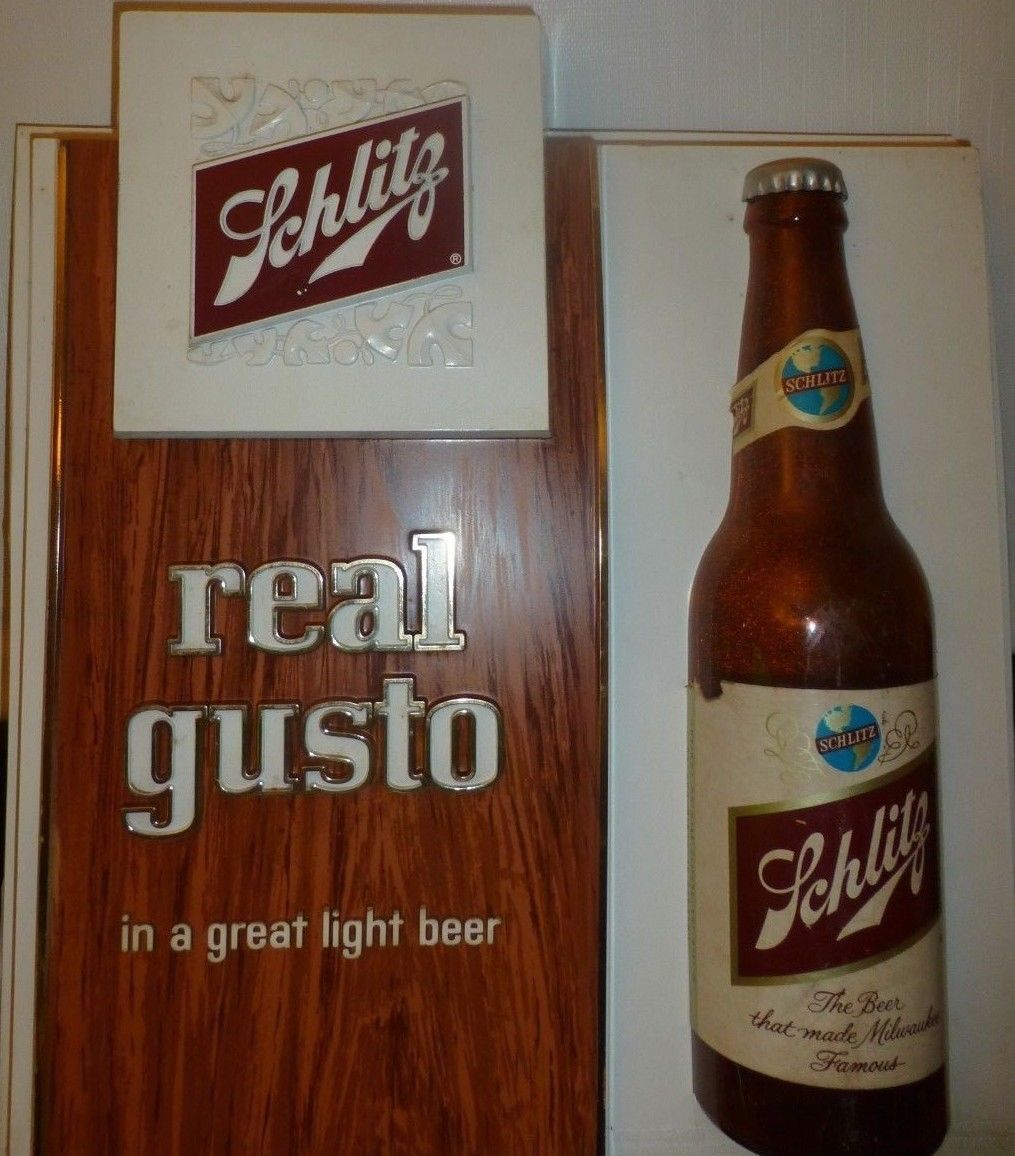 Schlitz
®
real
gusto
in a great light beer
SCHLITZ
SCHLITZ
Schlitz
The Beer
that made Milwaukee
Famous